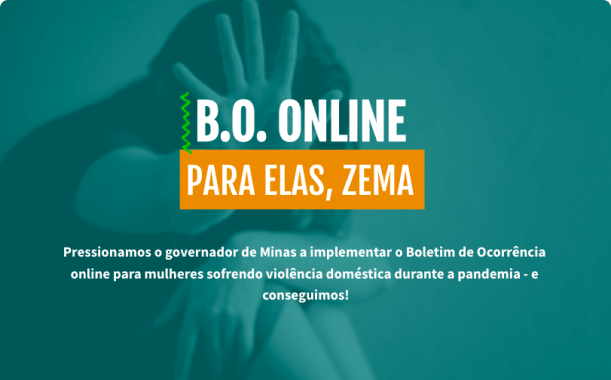 B.O. ONLINE
PARA ELAS, ZEMA
Pressionamos o governador de Minas a implementar o Boletim de Ocorrência
online para mulheres sofrendo violência doméstica durante a pandemia - e
conseguimos!